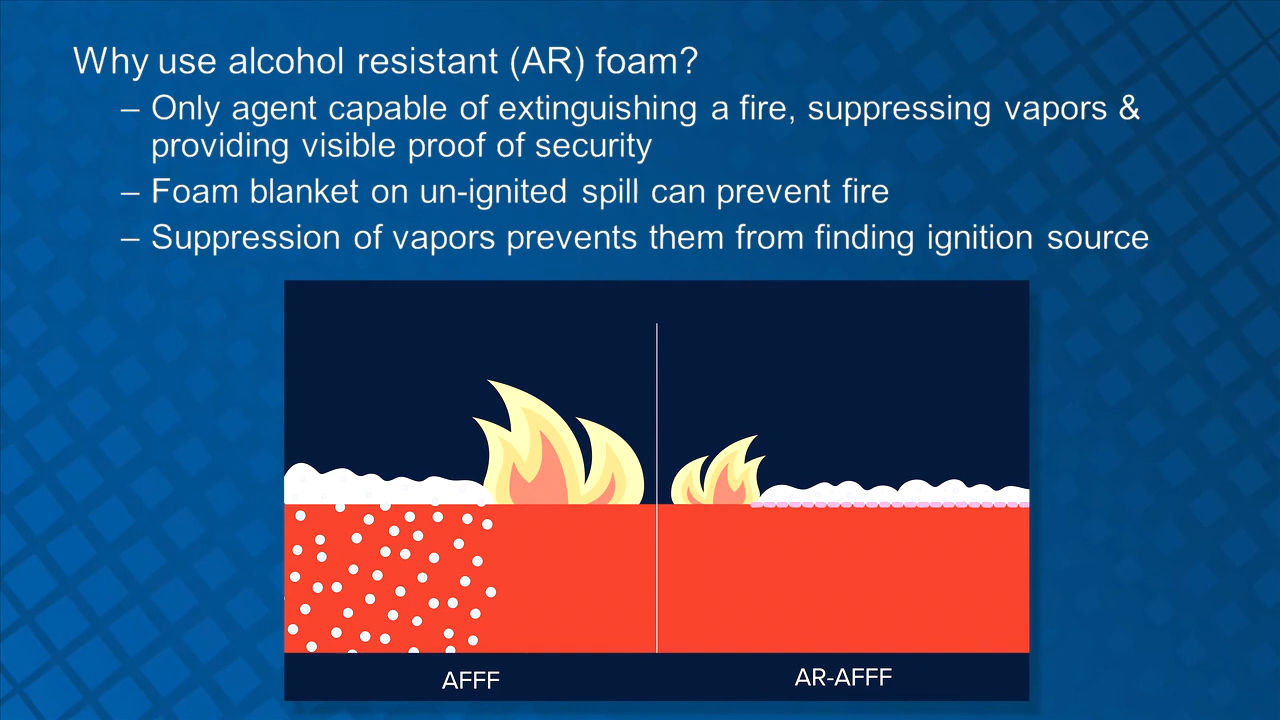 Why use alcohol resistant (AR) foam?
– Only agent capable of extinguishing a fire, suppressing vapors &
providing visible proof of security
– Foam blanket on un-ignited spill can prevent fire
– Suppression of vapors prevents them from finding ignition source
AFFF
AR-AFFF